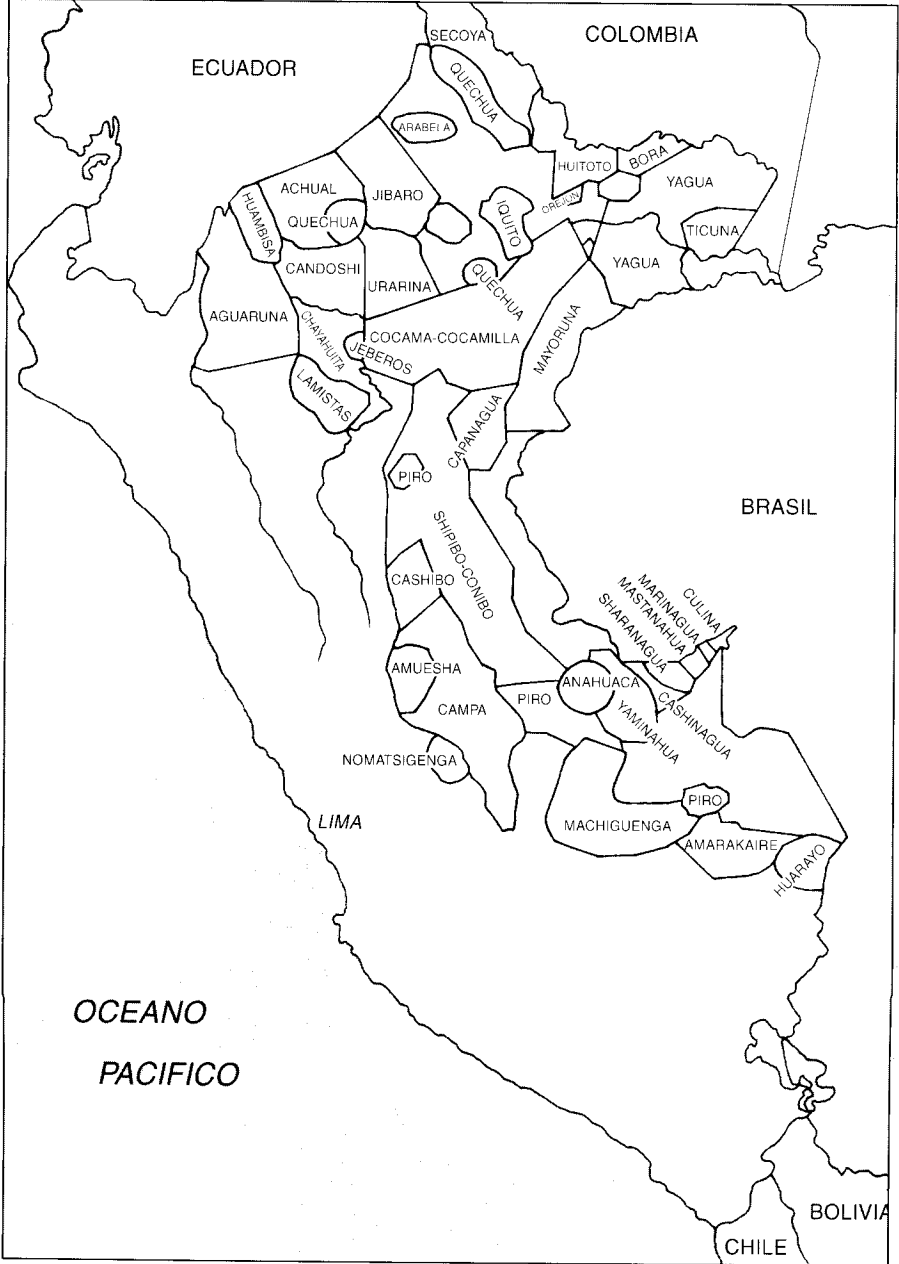 SECOYA
COLOMBIA
ECUADOR
QUECHUA
ARABELA
HUITOTO
BORA
YAGUA
ACHUAL
JIBARO
OREJON
HUAMBISA
QUECHUA
IQUITO
TICUNA
CANDOSHI
YAGUA
QUECHUA
URARINA
AGUARUNA
CHAYAHUITA
COCAMA-COCAMILLA
MAYORUNA
JEBEROS
LAMISTAS
CAPANAGUA
PIRO
BRASIL
SHIPIBO-CONIBO
CASHIBO
CULINA
MARINAGUA
MASTANAHUA
SHARANAGUA
AMUESHA
ANAHUACA
PIRO
CAMPA
CASHINAGUA
YAMINAHUA
NOMATSIGENGA
PIRO
LIMA
MACHIGUENGA
AMARAKAIRE
HUARAYO
OCEANO
PACIFICO
BOLIVIA
CHILE